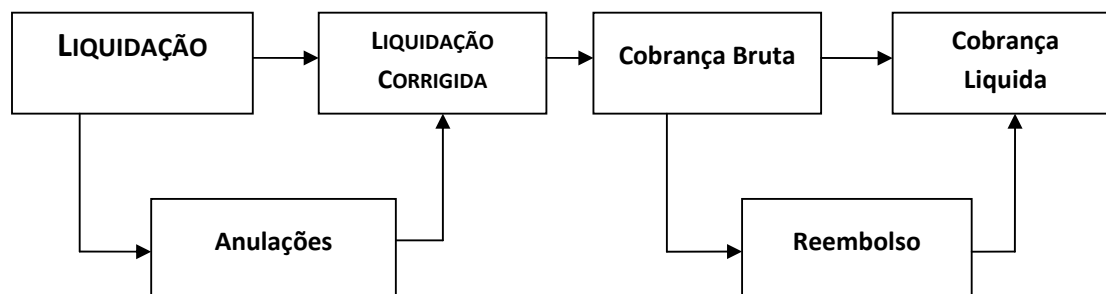 LIQUIDAÇÃO
LIQUIDAÇÃO
CORRIGIDA
Cobrança Bruta
Cobrança
Liquida
Anulações
Reembolso